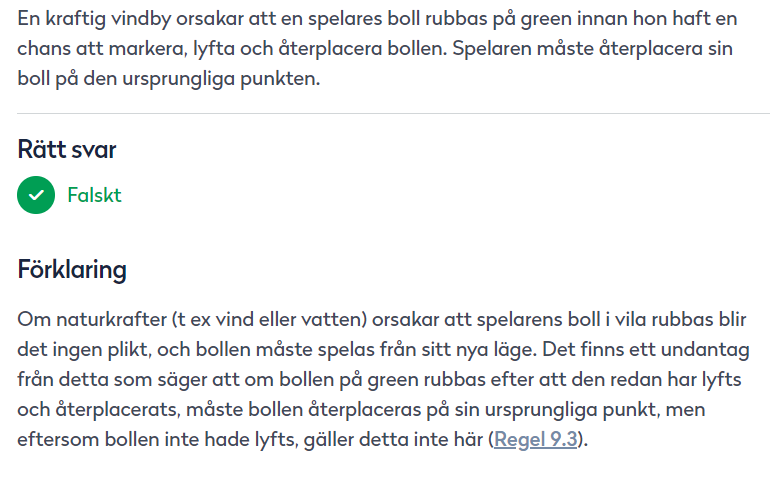 En kraftig vindby orsakar att en spelares boll rubbas på green innan hon haft en
chans att markera, lyfta och återplacera bollen. Spelaren måste återplacera sin
boll på den ursprungliga punkten.
Rätt svar
Falskt
Förklaring
Om naturkrafter (t ex vind eller vatten) orsakar att spelarens boll i vila rubbas blir
det ingen plikt, och bollen måste spelas från sitt nya läge. Det finns ett undantag
från detta som säger att om bollen på green rubbas efter att den redan har lyfts
och återplacerats, måste bollen återplaceras på sin ursprungliga punkt, men
eftersom bollen inte hade lyfts, gäller detta inte här (Regel 9.3).